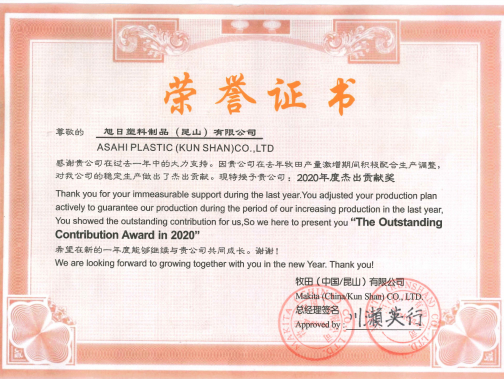 荣誉证书
尊敬的 旭日塑料制品（昆山）有限公司
ASAHI PLASTIC (KUN SHAN)CO.,LTD
感谢贵公司在过去一年中的大力支持。因贵公司在去年秋田产量激增期间积极配合生产调整，
对我公司的稳定生产做出了杰出贡献。现特授予贵公司：2020年度杰出贡献奖
Thank you for your immeasurable support during the last year.You adjusted your production plan
actively to guarantee our production during the period of our increasing production in the last year,
You showed the outstanding contribution for us,So we here to present you “The Outstanding
Contribution Award in 2020”
希望在新的一年度能够继续与贵公司共同成长。谢谢！
We are looking forward to growing together with you in the new Year. Thank you!
牧田（中国/昆山）有限公司
Makita (China/Kun Shan) CO., LTD.
总经理签名
Approved by 川瀬英行